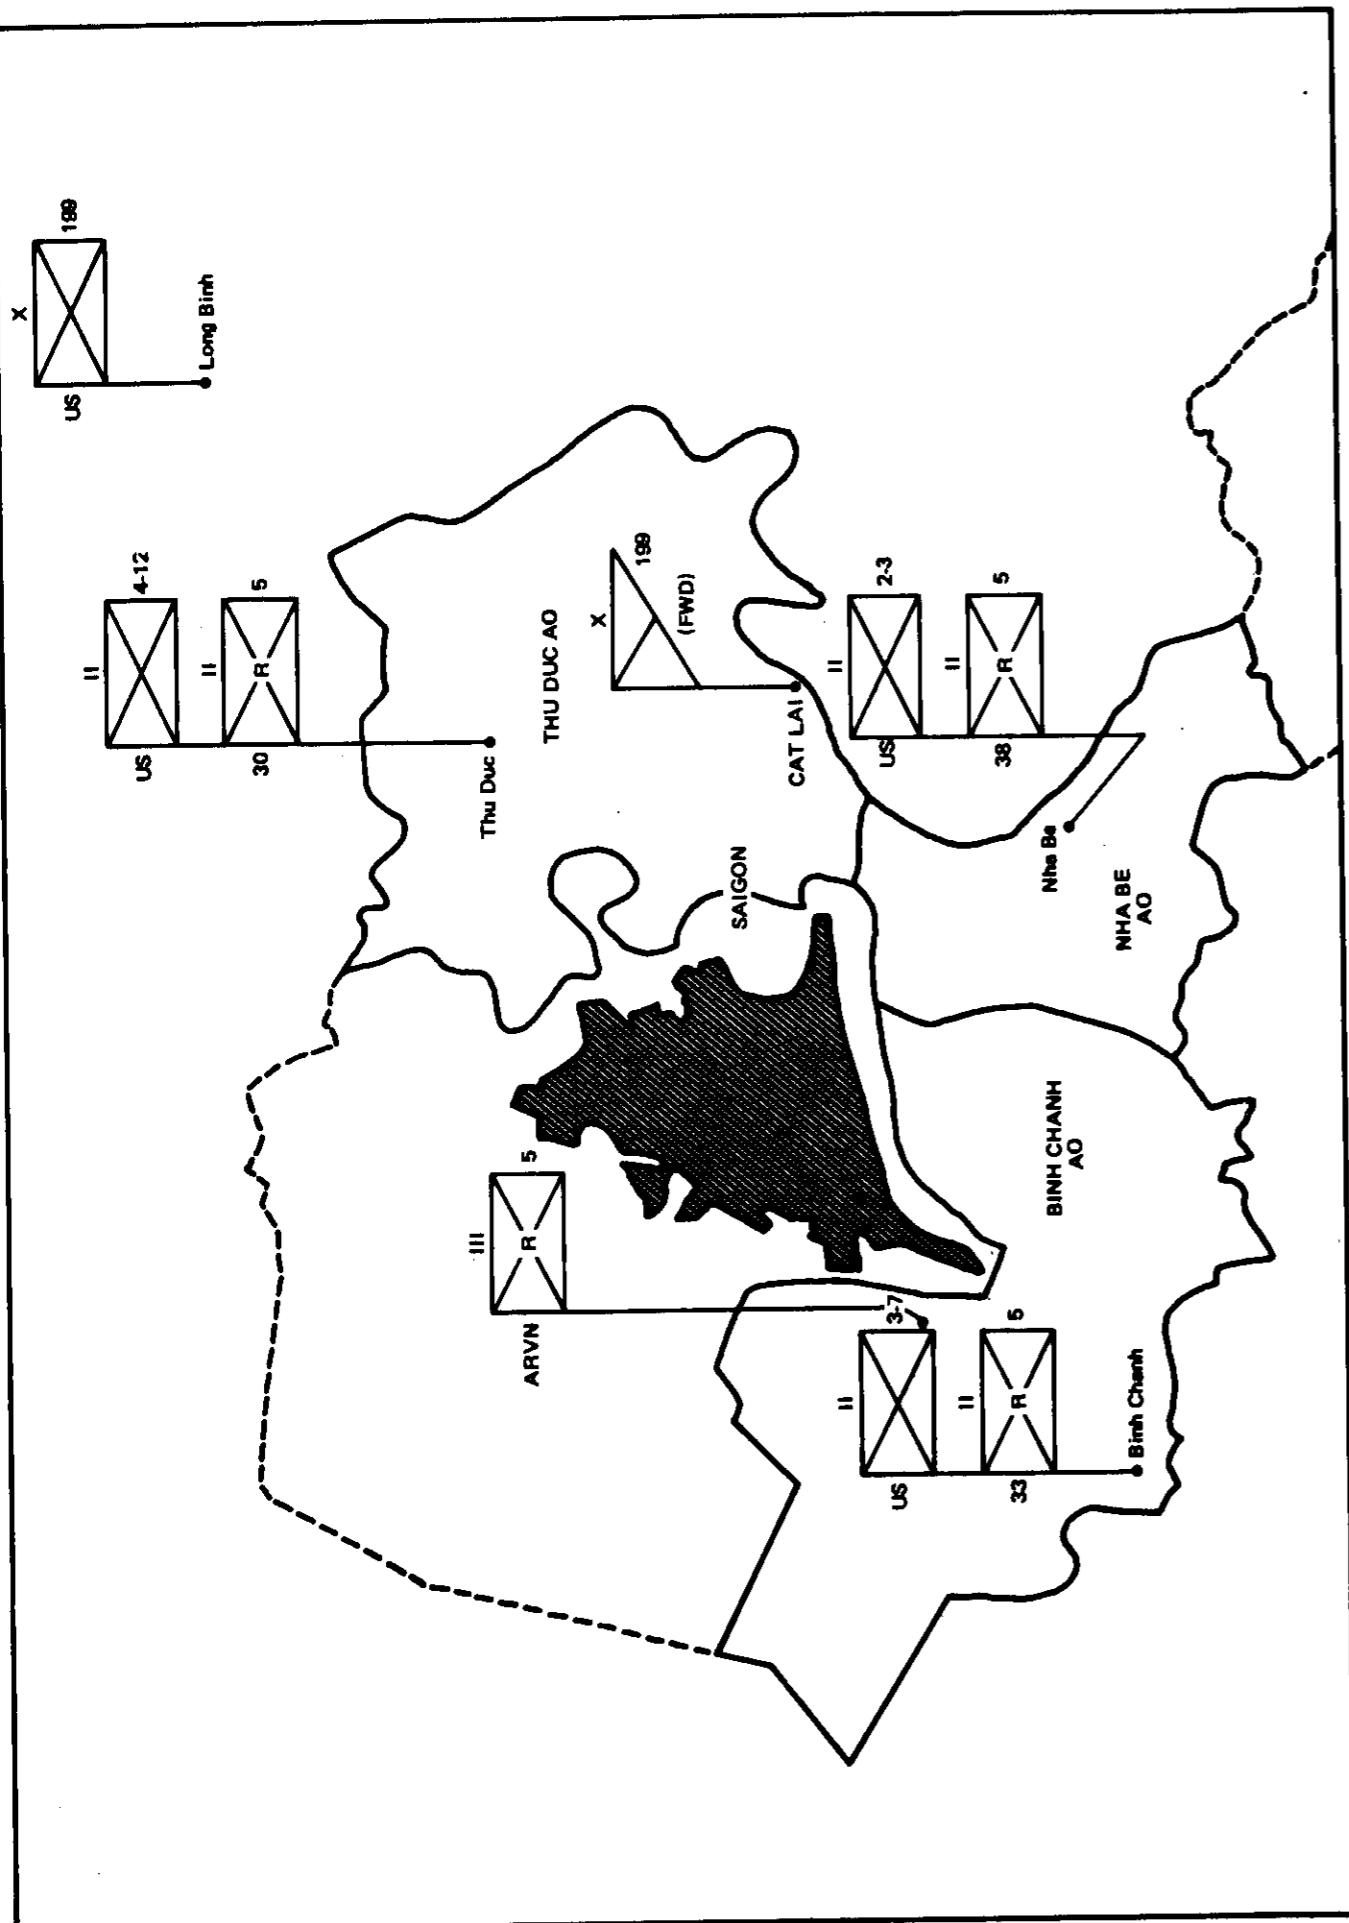 X
US
199
Long Binh
II
US
4-12
II
R
30
5
Thu Duc
THU DUC AO
X
199
(FWD)
CAT LAI
SAIGON
III
R
ARVN
5
II
US
2-3
II
R
38
5
Nha Be
NHA BE
AO
BINH CHANH
AO
II
US
3-7
II
R
33
5
Binh Chanh